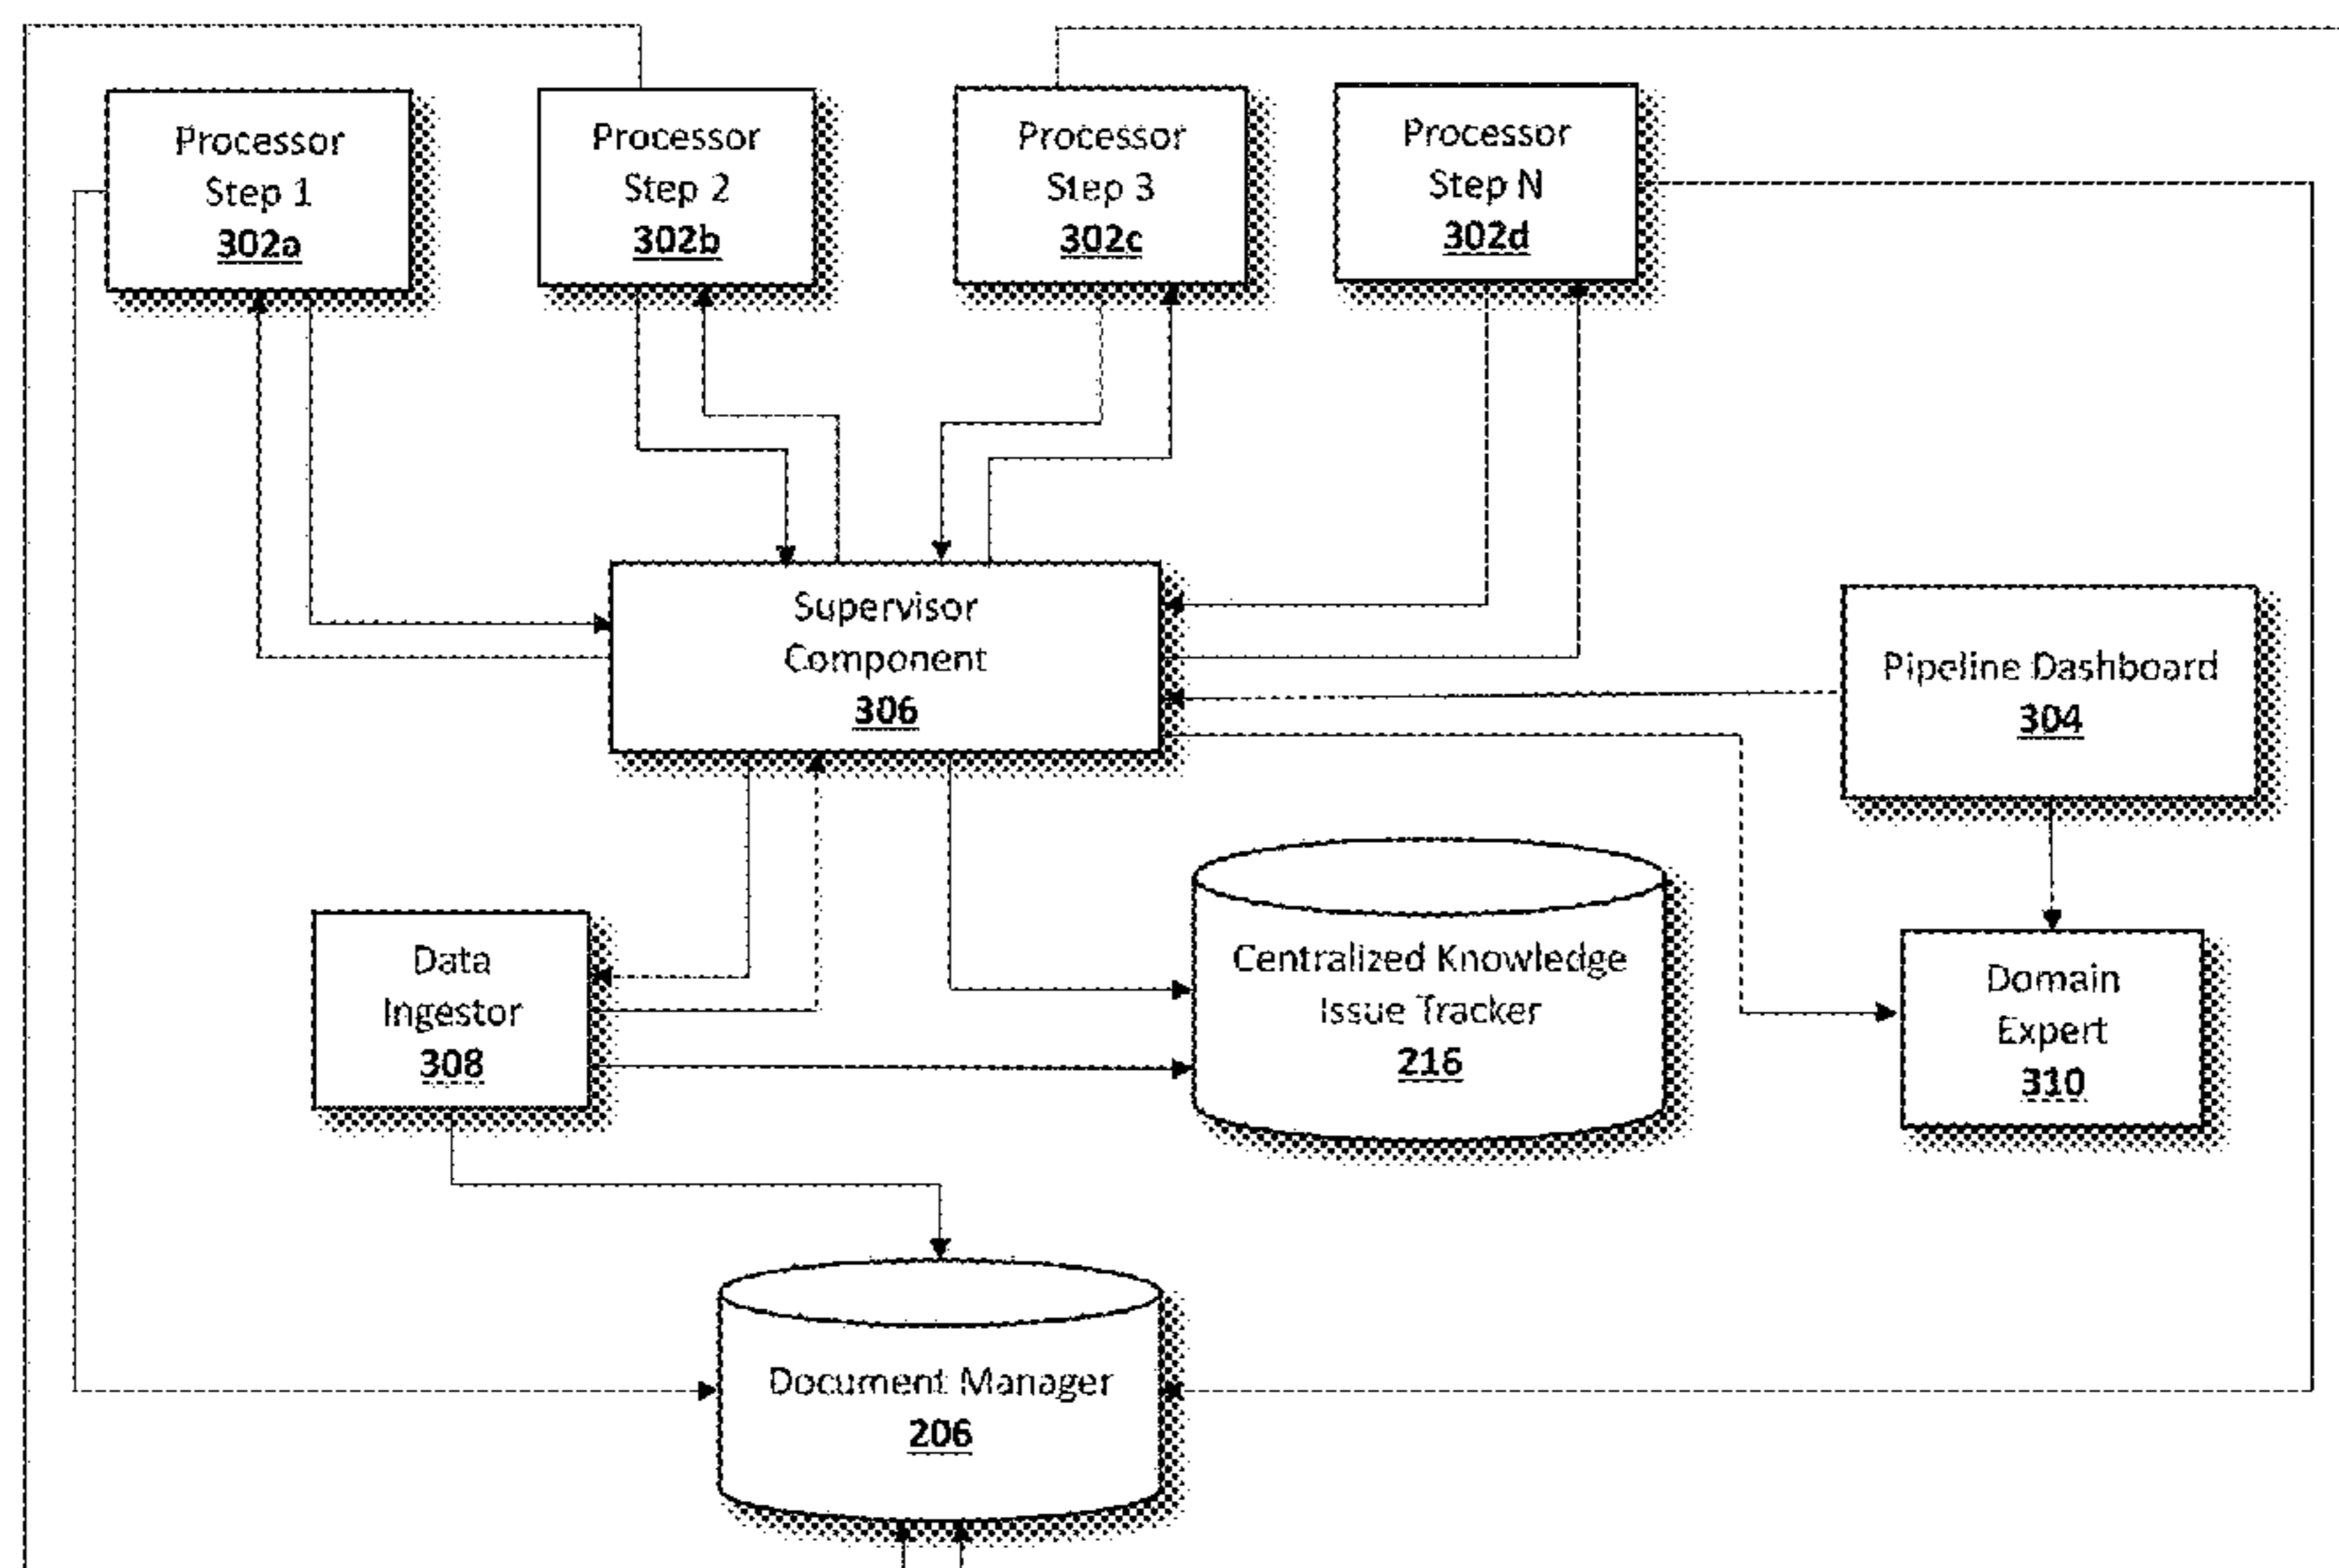 Processor
Step 1
302a
Processor
Step 2
302b
Processor
Step 3
302c
Processor
Step N
302d
Supervisor
Component
306
Pipeline Dashboard
304
Data
Ingestor
308
Centralized Knowledge
Issue Tracker
216
Domain
Expert
310
Document Manager
206